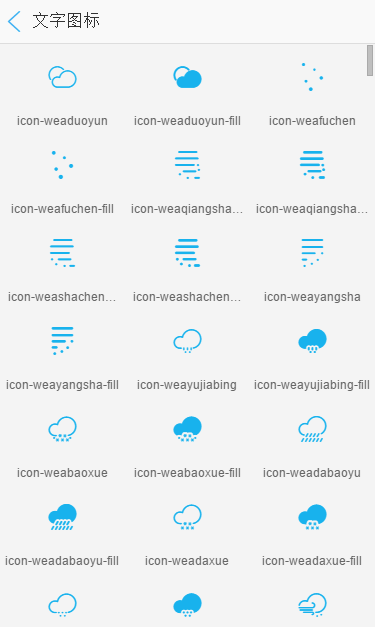 文字图标
icon-weaduoyun icon-weaduoyun-fill icon-weafuchen
icon-weafuchen-fill icon-weaqiangsha... icon-weaqiangsha...
icon-weashachen... icon-weashachen... icon-weayangsha
icon-weayangsha-fill icon-weayujiabing icon-weayujiabing-fill
icon-weabaoxue icon-weabaoxue-fill icon-weadabaoyu
icon-weadabaoyu-fill icon-weadaxue icon-weadaxue-fill